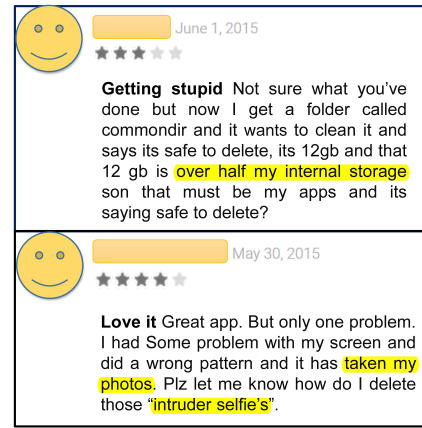 June 1, 2015
Getting stupid Not sure what you've
done but now I get a folder called
commondir and it wants to clean it and
says its safe to delete, its 12gb and that
12 gb is over half my internal storage
son that must be my apps and its
saying safe to delete?
May 30, 2015
Love it Great app. But only one problem.
I had Some problem with my screen and
did a wrong pattern and it has taken my
photos. Plz let me know how do I delete
those “intruder selfie's”.